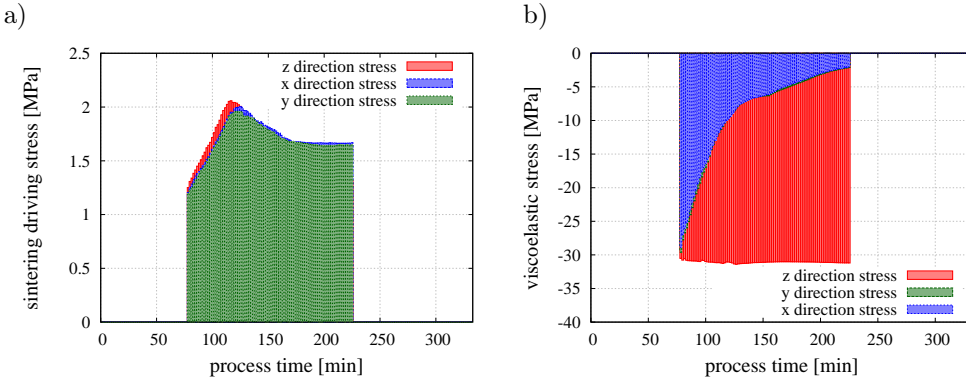 a)
sintering driving stress [MPa]
2.5
2
1.5
1
0.5
0
0 50 100 150 200 250 300
process time [min]
z direction stress
x direction stress
y direction stress
b)
viscoelastic stress [MPa]
0
-5
-10
-15
-20
-25
-30
-35
-40
0 50 100 150 200 250 300
process time [min]
z direction stress
y direction stress
x direction stress